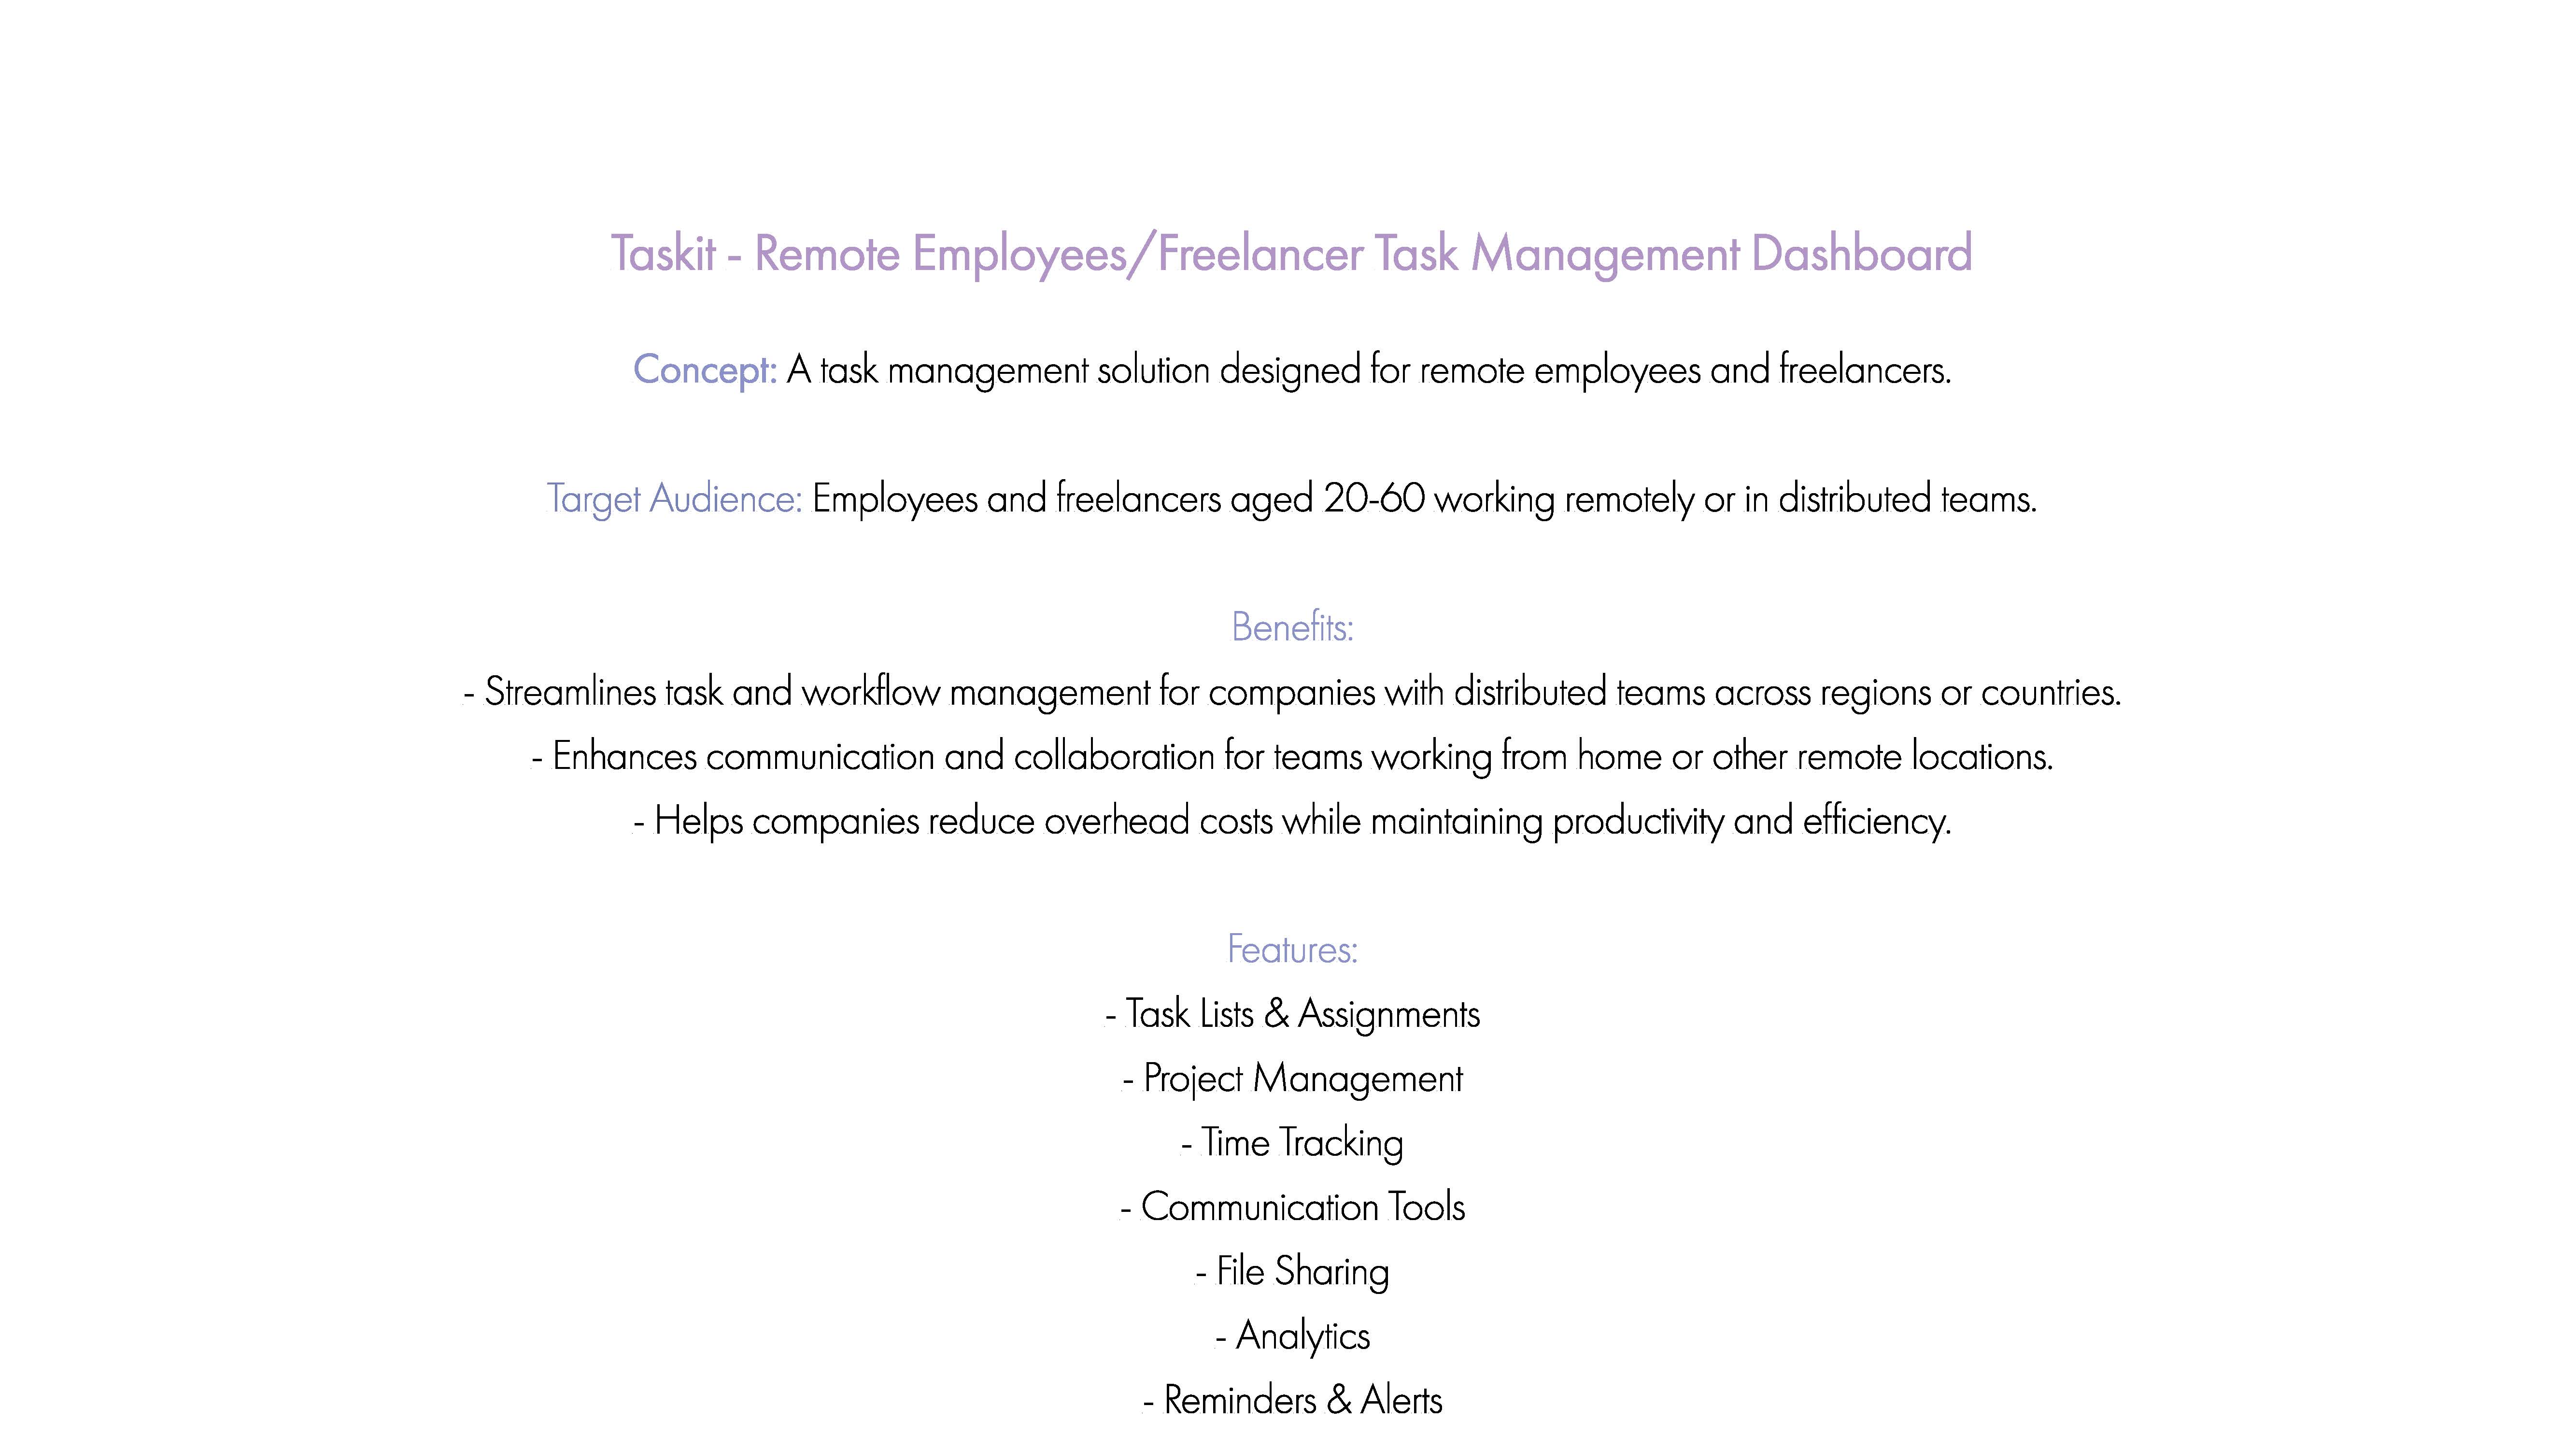 Taskit - Remote Employees/Freelancer Task Management Dashboard
Concept: A task management solution designed for remote employees and freelancers.
Target Audience: Employees and freelancers aged 20-60 working remotely or in distributed teams.
Benefits:
- Streamlines task and workflow management for companies with distributed teams across regions or countries.
- Enhances communication and collaboration for teams working from home or other remote locations.
- Helps companies reduce overhead costs while maintaining productivity and efficiency.
Features:
- Task Lists & Assignments
- Project Management
- Time Tracking
- Communication Tools
- File Sharing
- Analytics
- Reminders & Alerts